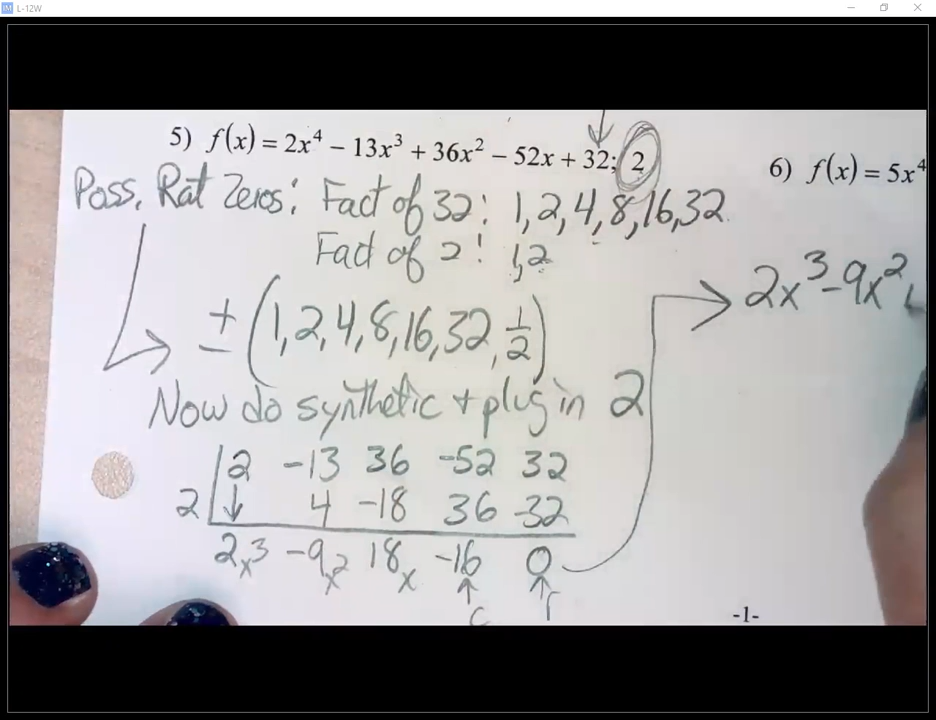 L-12W
5) f(x) = 2x⁴ − 13x³ + 36x² − 52x + 32; 2
6) f(x) = 5x⁴
Poss. Rat Zeros: Fact of 32: 1, 2, 4, 8, 16, 32
Fact of 2: 1, 2
± (1, 2, 4, 8, 16, 32, 1/2)
2x³ - 9x²
Now do synthetic + plug in 2
2 -13 36 -52 32
2 ↓ 4 -18 36 -32
2x³ -9x² 18x -16 0
↑ ↑
c r
-1-